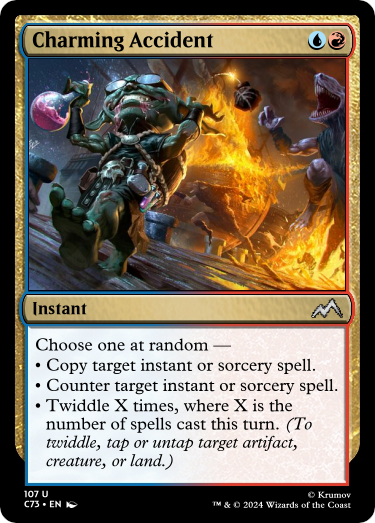 Charming Accident
Instant
Choose one at random —
• Copy target instant or sorcery spell.
• Counter target instant or sorcery spell.
• Twiddle X times, where X is the
number of spells cast this turn. (To
twiddle, tap or untap target artifact,
creature, or land.)
107 U
C73 • EN
© Krumov
™ & © 2024 Wizards of the Coast